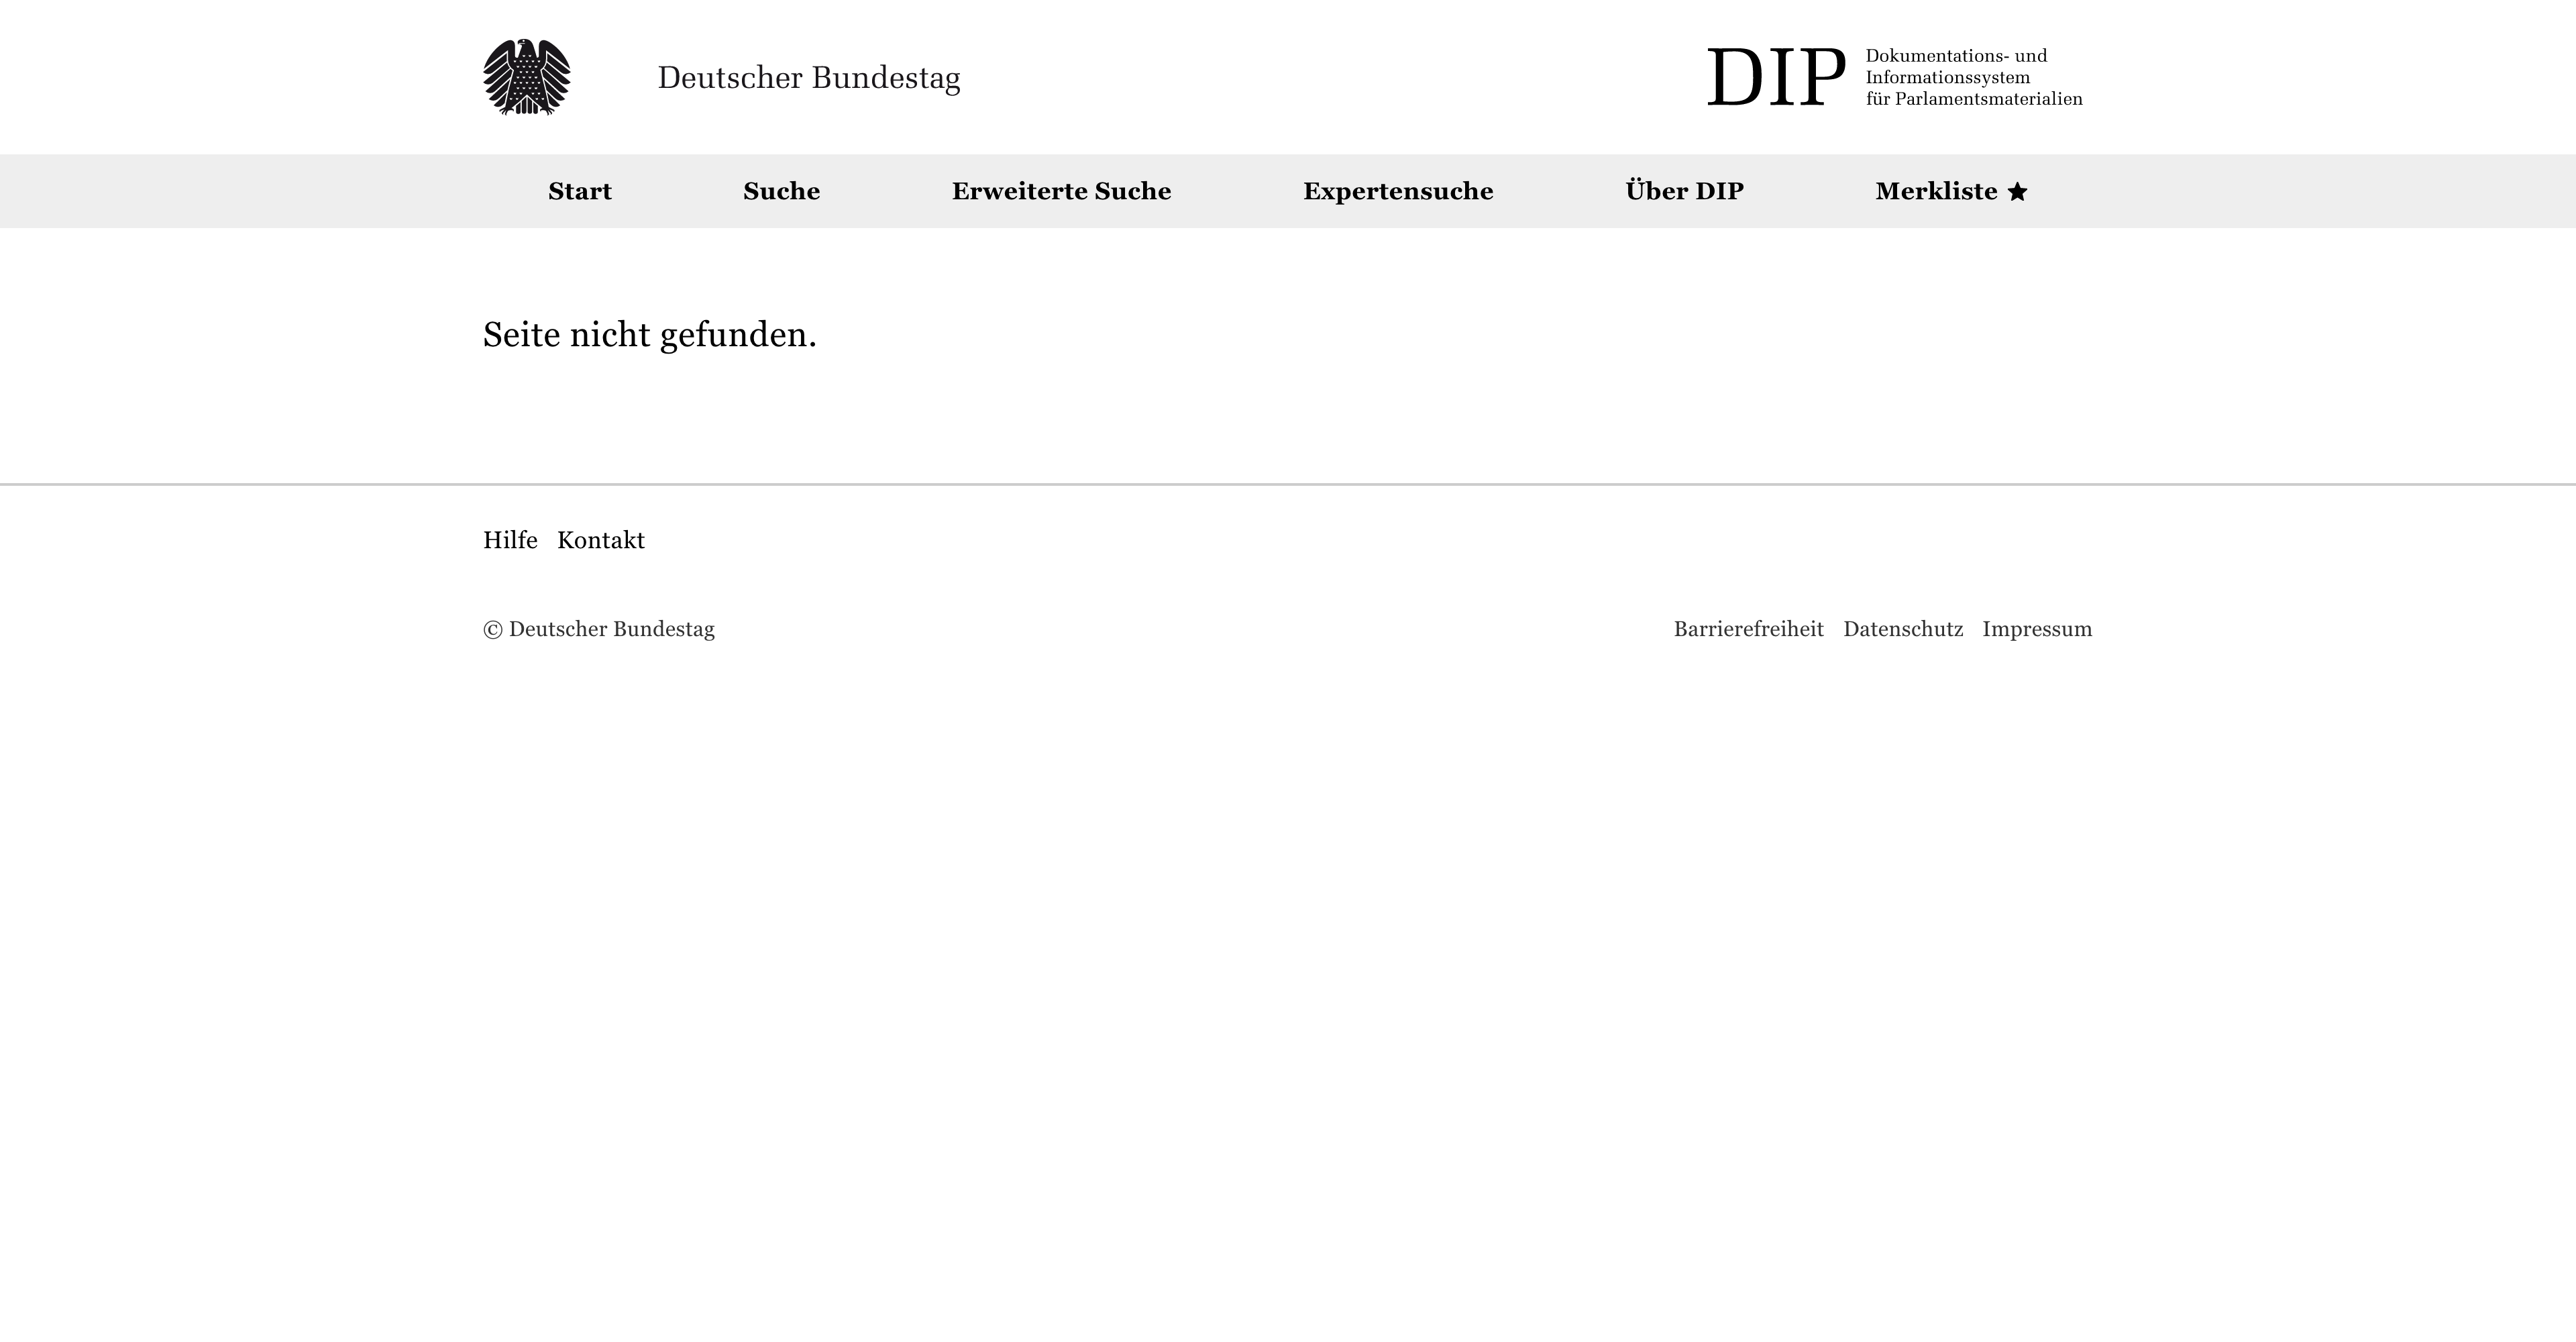 Deutscher Bundestag
DIP
Dokumentations- und
Informationssystem
für Parlamentsmaterialien
Start Suche Erweiterte Suche Expertensuche Über DIP Merkliste ★
Seite nicht gefunden.
Hilfe Kontakt
© Deutscher Bundestag Barrierefreiheit Datenschutz Impressum